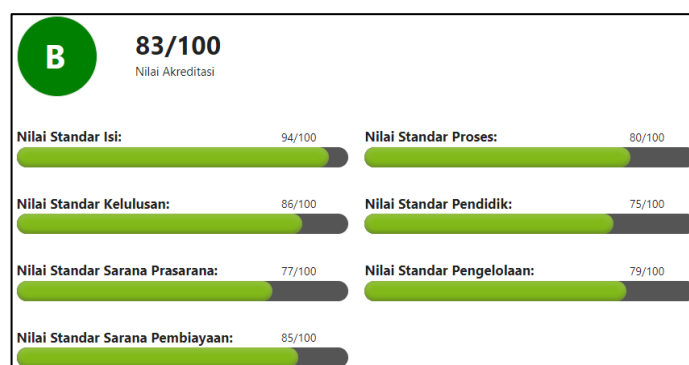 B
83/100
Nilai Akreditasi
Nilai Standar Isi: 94/100
Nilai Standar Proses: 80/100
Nilai Standar Kelulusan: 86/100
Nilai Standar Pendidik: 75/100
Nilai Standar Sarana Prasarana: 77/100
Nilai Standar Pengelolaan: 79/100
Nilai Standar Sarana Pembiayaan: 85/100